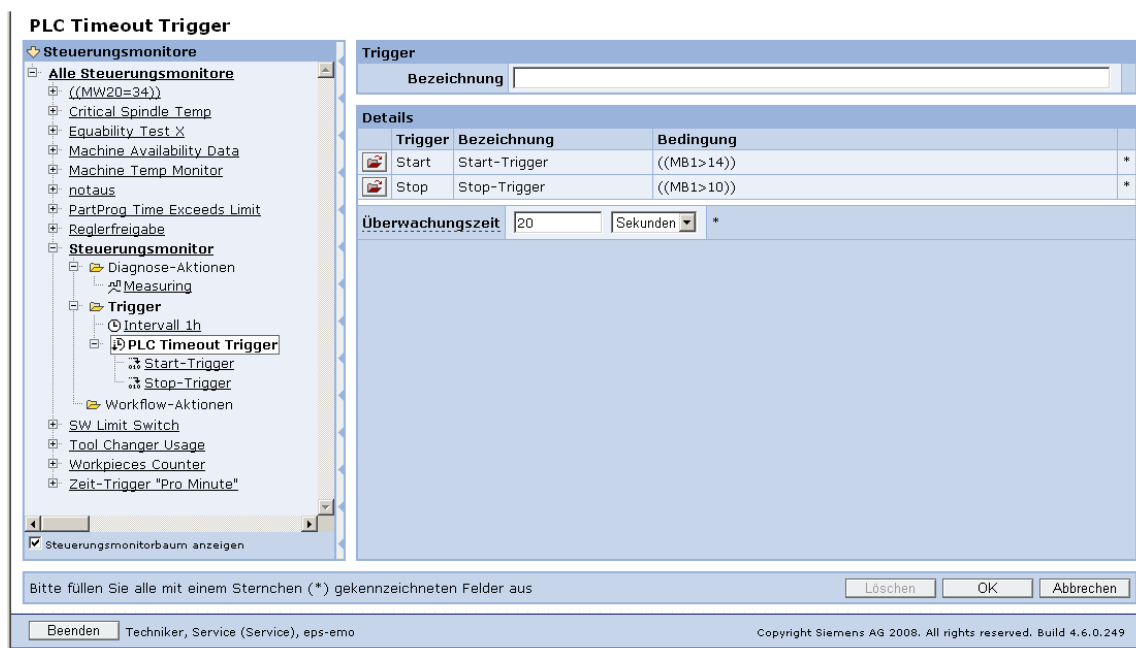 PLC Timeout Trigger
Steuerungsmonitore
Alle Steuerungsmonitore
((MW20=34))
Critical Spindle Temp
Equability Test X
Machine Availability Data
Machine Temp Monitor
notaus
PartProg Time Exceeds Limit
Reglerfreigabe
Steuerungsmonitor
Diagnose-Aktionen
Measuring
Trigger
Intervall 1h
PLC Timeout Trigger
Start-Trigger
Stop-Trigger
Workflow-Aktionen
SW Limit Switch
Tool Changer Usage
Workpieces Counter
Zeit-Trigger "Pro Minute"
Steuerungsmonitorbaum anzeigen
Trigger
Bezeichnung
Details
Trigger Bezeichnung Bedingung
Start Start-Trigger ((MB1>14)) *
Stop Stop-Trigger ((MB1>10)) *
Überwachungszeit 20 Sekunden *
Bitte füllen Sie alle mit einem Sternchen (*) gekennzeichneten Felder aus
Löschen OK Abbrechen
Beenden Techniker, Service (Service), eps-emo
Copyright Siemens AG 2008. All rights reserved. Build 4.6.0.249